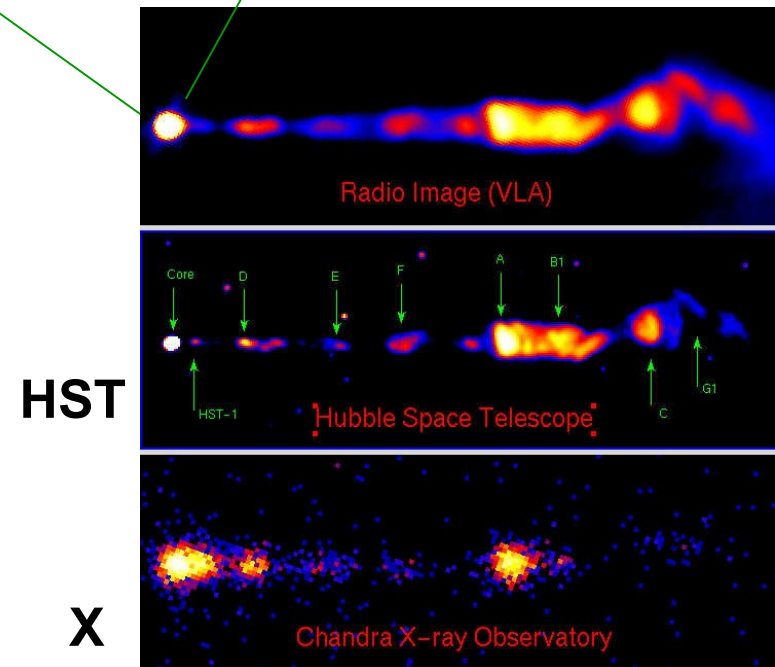 Radio Image (VLA)
Core
D
E
F
A
B1
HST-1
C
G1
HST
Hubble Space Telescope
X
Chandra X-ray Observatory